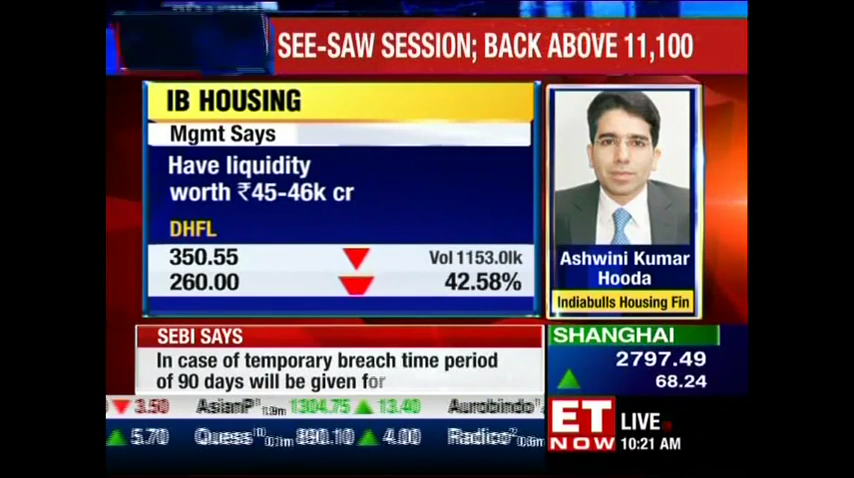 SEE-SAW SESSION; BACK ABOVE 11,100
IB HOUSING
Mgmt Says
Have liquidity
worth ₹45-46k cr
DHFL
350.55
Vol 1153.0lk
260.00
42.58%
Ashwini Kumar
Hooda
Indiabulls Housing Fin
SEBI SAYS
In case of temporary breach time period
of 90 days will be given for
SHANGHAI
2797.49
68.24
3.50 AsianP 1304.75 13.40 Aurobindo
5.70 Quess 890.10 4.00 Radico
ET
NOW
LIVE
10:21 AM